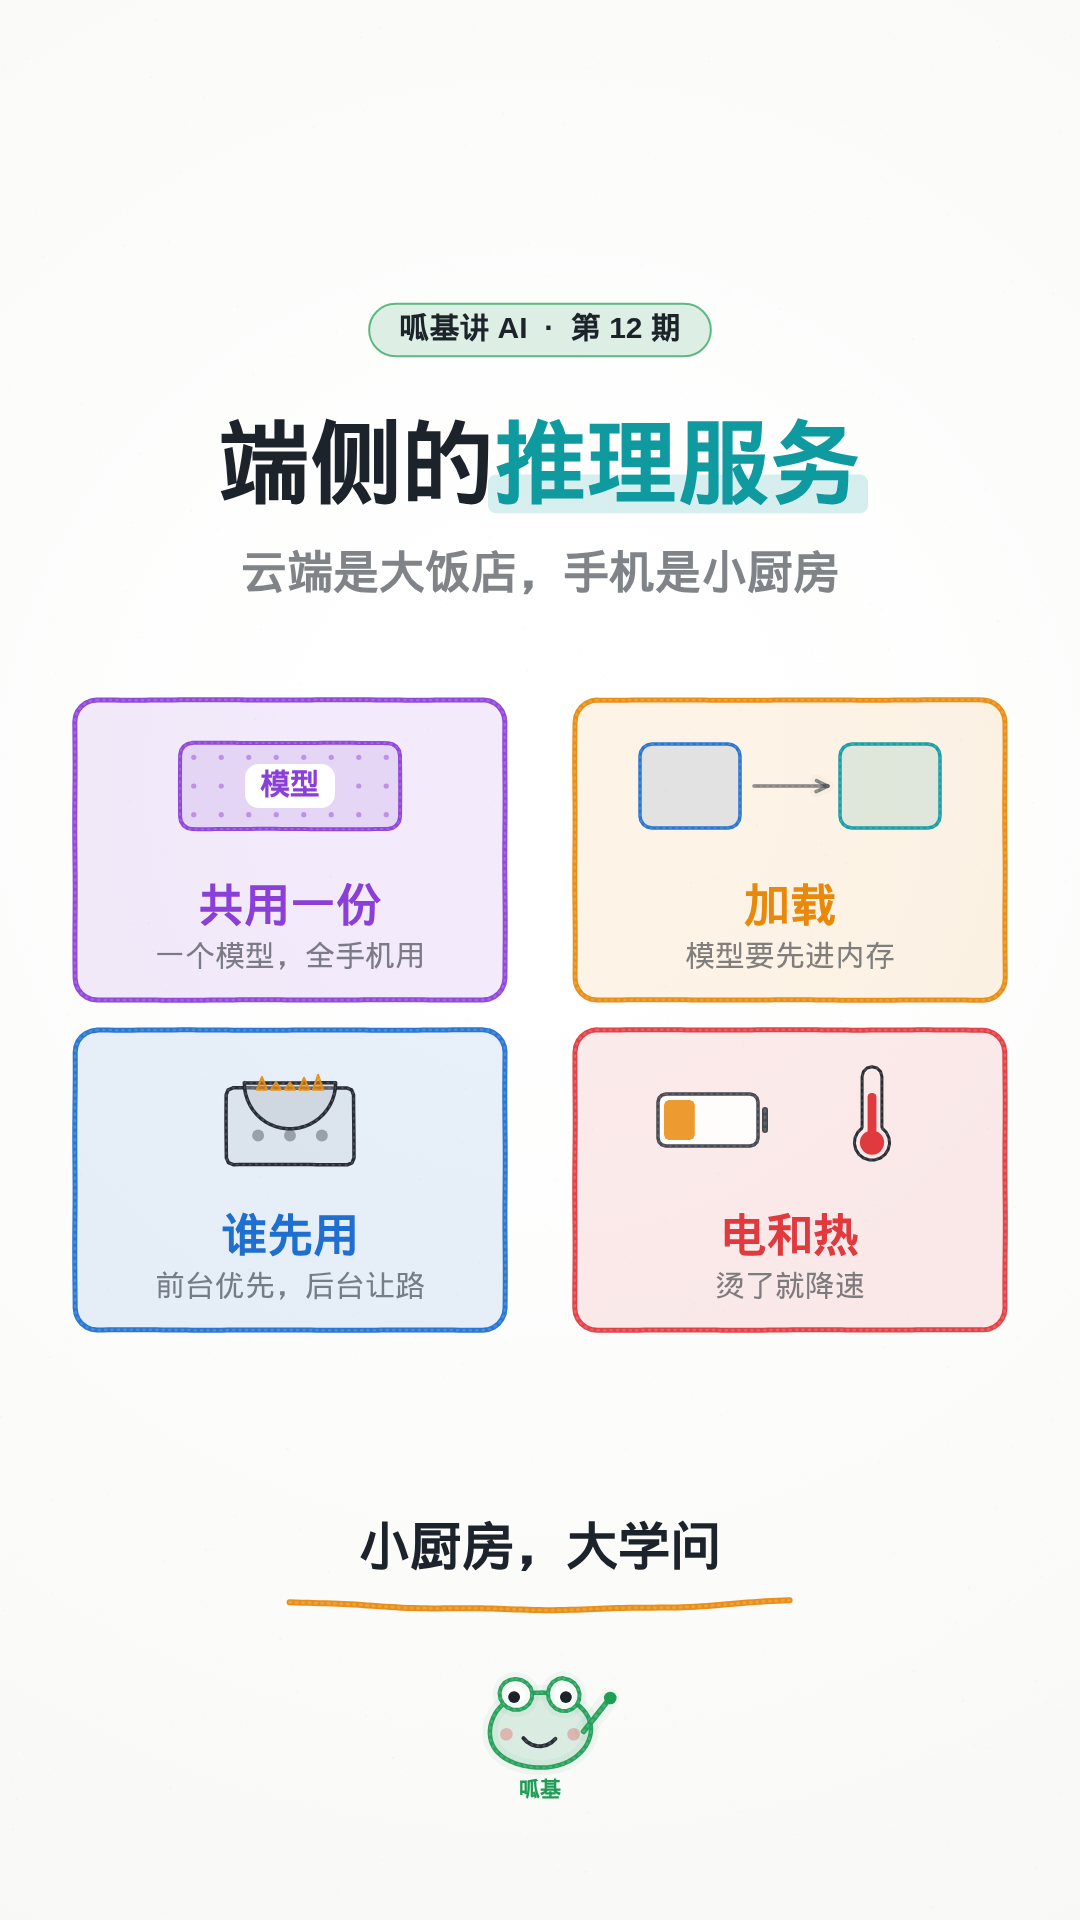 呱基讲 AI · 第 12 期
端侧的推理服务
云端是大饭店，手机是小厨房
模型
共用一份
一个模型，全手机用
加载
模型要先进内存
谁先用
前台优先，后台让路
电和热
烫了就降速
小厨房，大学问
呱基